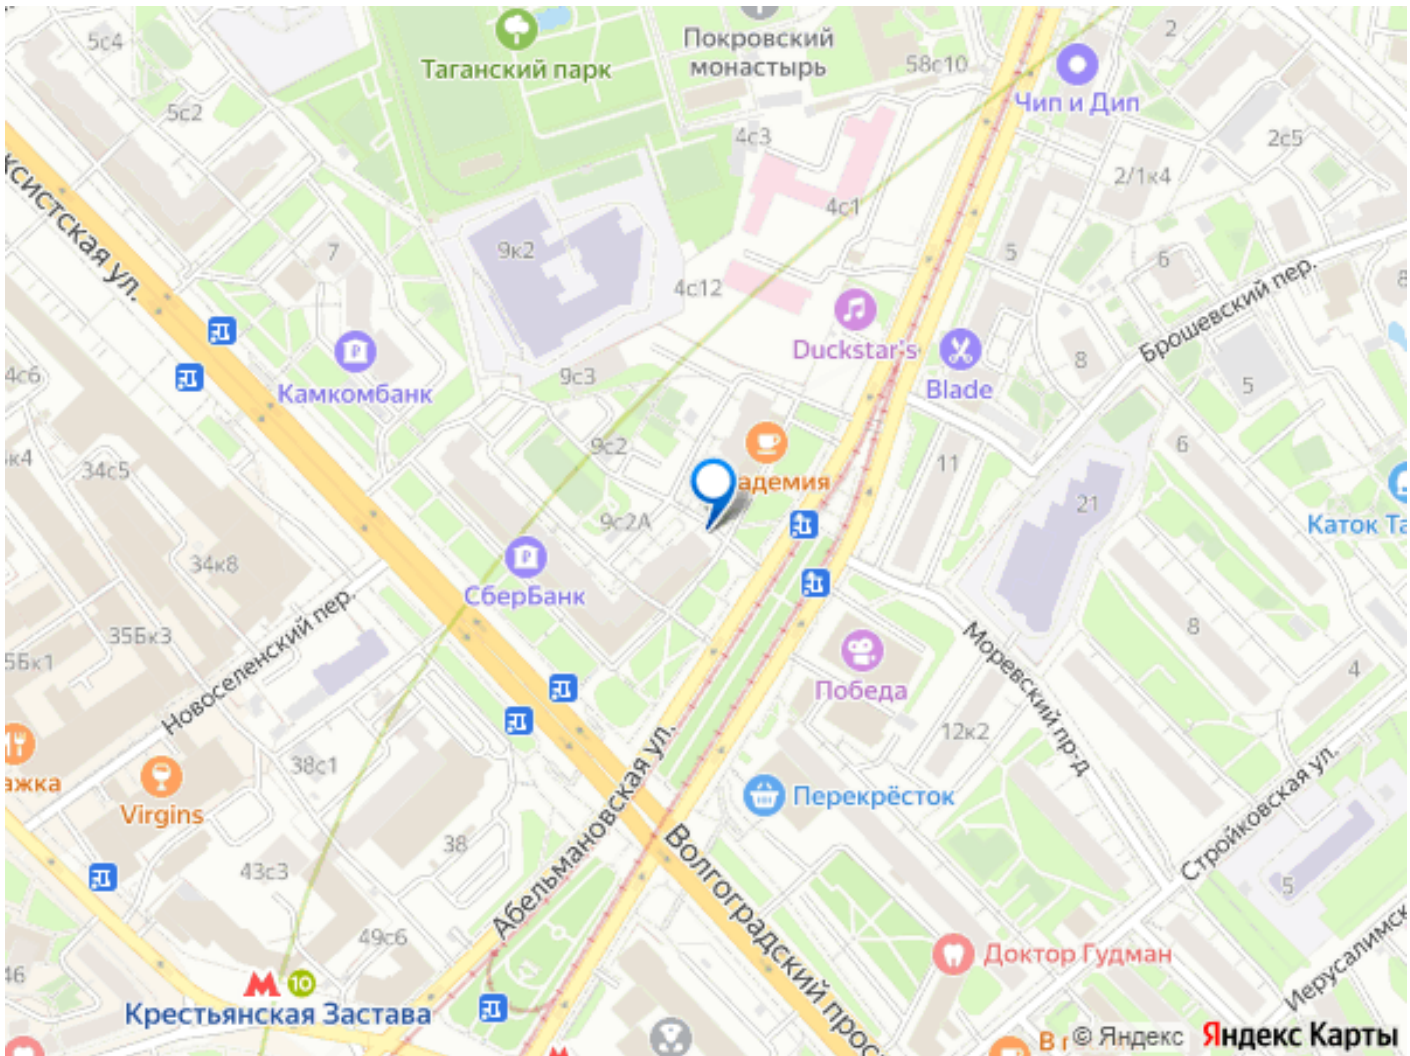 5с4
Таганский парк
Покровский
монастырь
58с10
2
Чип и Дип
5с2
4с3
2с5
2/1к4
4с1
ксистская ул.
7
9к2
4с12
5
6
Брошевский пер.
8
Duckstar's
Blade
8
5
4с6
Камкомбанк
9с3
9с2
11
6
к4
34с5
адемия
21
9с2А
Каток Та
34к8
СберБанк
Новоселенский пер.
35Бк3
5Бк1
Моревский пр-д
8
4
Победа
12к2
ажка
Virgins
38с1
Абельмановская ул.
Перекрёсток
Стройковская ул.
38
43с3
Волгоградский прос
5
49с6
46
М 10
Крестьянская Застава
Доктор Гудман
Иерусалимск
В г
© Яндекс Яндекс Карты